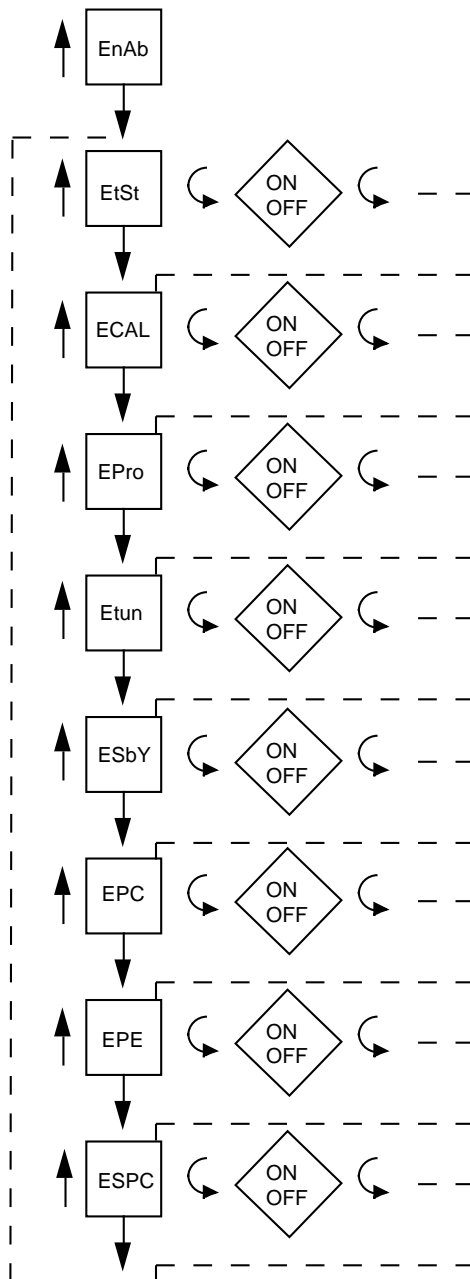 EnAb
EtSt
ON
OFF
ECAL
ON
OFF
EPro
ON
OFF
Etun
ON
OFF
ESbY
ON
OFF
EPC
ON
OFF
EPE
ON
OFF
ESPC
ON
OFF